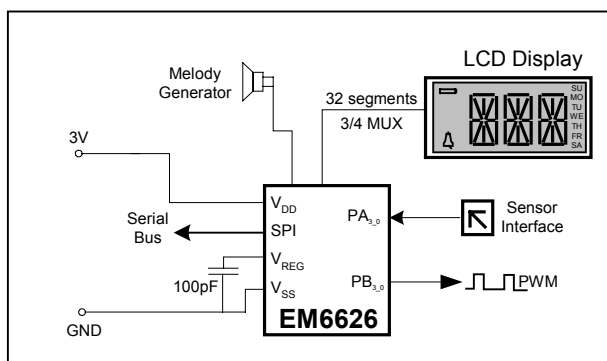 LCD Display
Melody
Generator
32 segments
3/4 MUX
SU
MO
TU
WE
TH
FR
SA
3V
VDD
Serial
Bus
SPI
VREG
100pF
VSS
GND
PA3_0
Sensor
Interface
PB3_0
PWM
EM6626